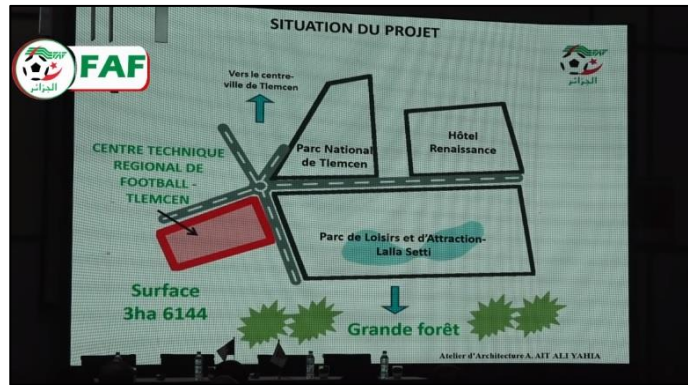 SITUATION DU PROJET
FAF
الجزائر
FAF
الجزائر
Vers le centre-
ville de Tlemcen
Parc National
de Tlemcen
Hôtel
Renaissance
CENTRE TECHNIQUE
REGIONAL DE
FOOTBALL -
TLEMCEN
Parc de Loisirs et d'Attraction-
Lalla Setti
Surface
3ha 6144
Grande forêt
Atelier d'Architecture A. AIT ALI YAHIA